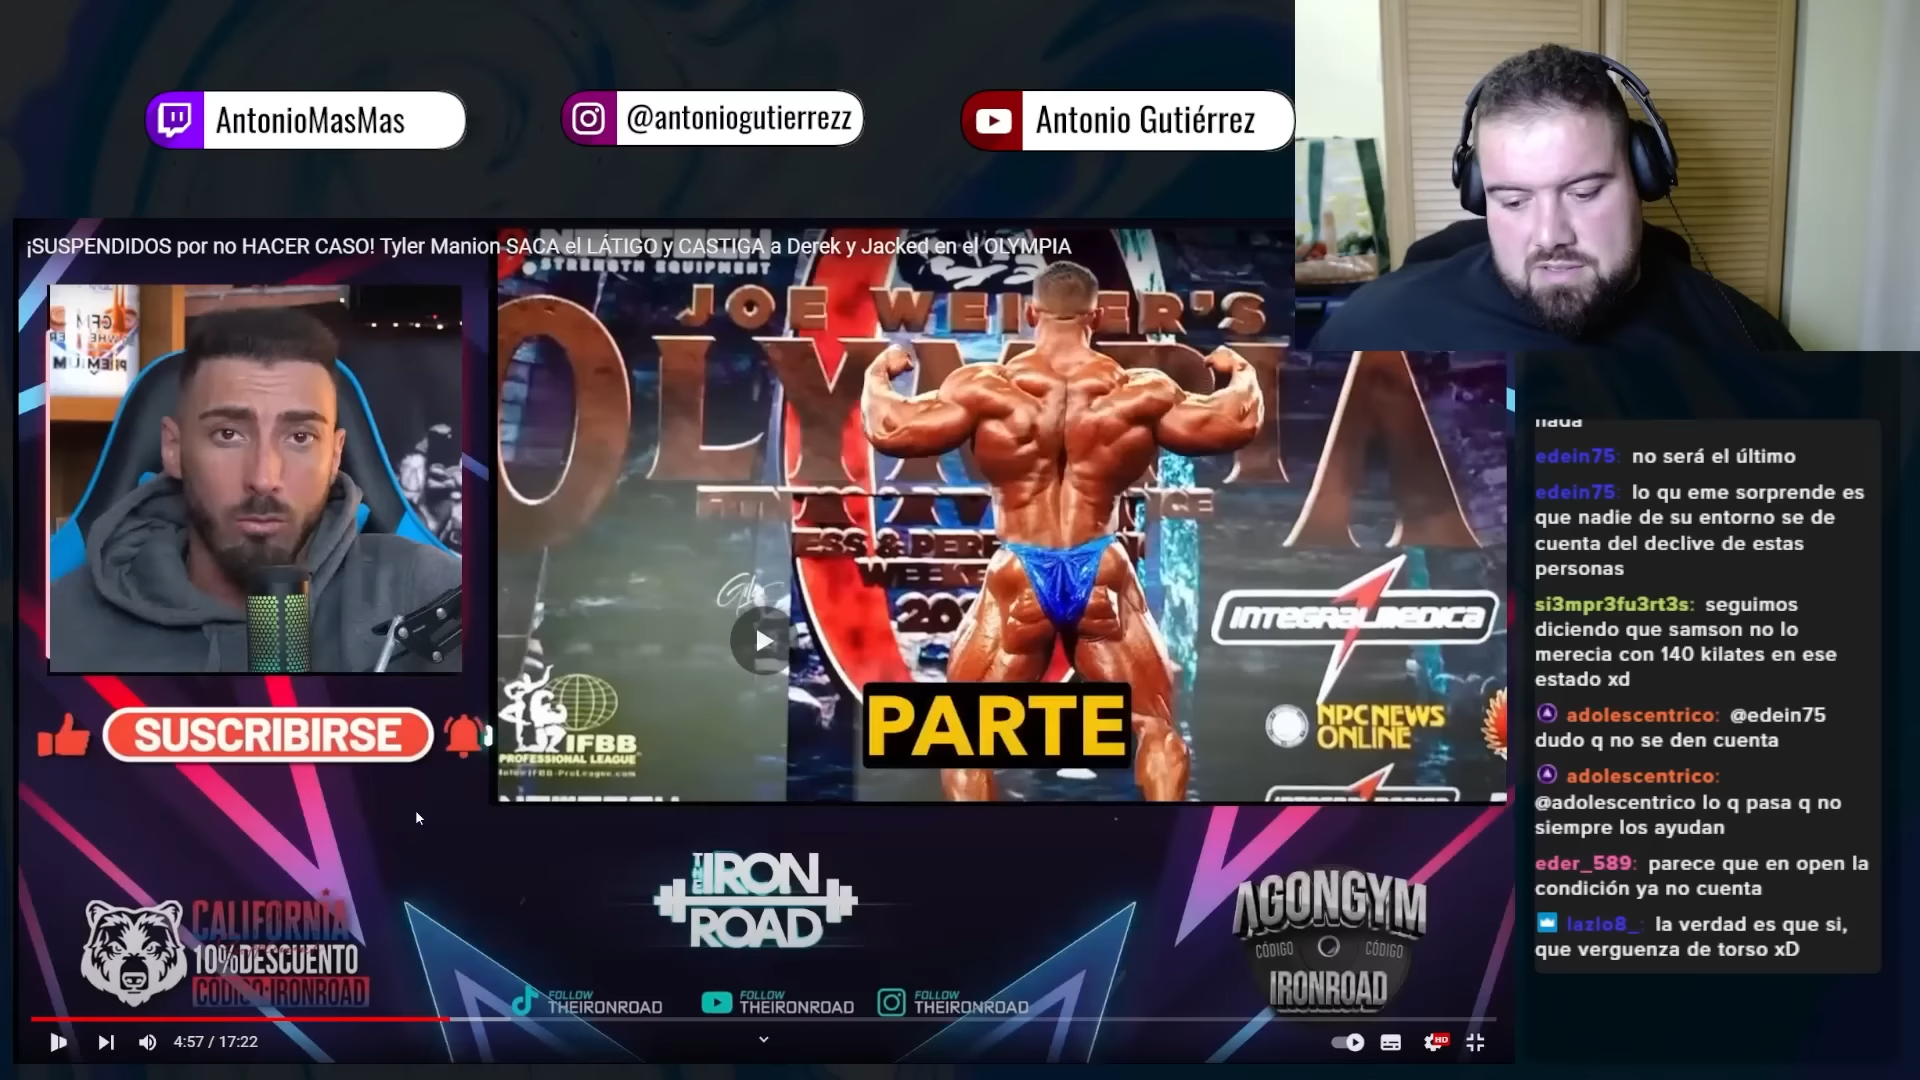 AntonioMasMas
@antoniogutierrezz
Antonio Gutiérrez
¡SUSPENDIDOS por no HACER CASO! Tyler Manion SACA el LÁTIGO y CASTIGA a Derek y Jacked en el OLYMPIA
STRENGTH EQUIPMENT
JOE WEIDER'S
OLYMPIA
WEEKEND
INTEGRALMEDICA
NPC NEWS
ONLINE
IFBB
PROFESSIONAL LEAGUE
PARTE
SUSCRIBIRSE
THE IRON
ROAD
CALIFORNIA
10%DESCUENTO
CODIGO:IRONROAD
FOLLOW
THEIRONROAD
FOLLOW
THEIRONROAD
FOLLOW
THEIRONROAD
AGONGYM
CÓDIGO CÓDIGO
IRONROAD
4:57 / 17:22
HD
nada
edein75: no será el último
edein75: lo qu eme sorprende es
que nadie de su entorno se de
cuenta del declive de estas
personas
si3mpr3fu3rt3s: seguimos
diciendo que samson no lo
merecia con 140 kilates en ese
estado xd
adolescentrico: @edein75
dudo q no se den cuenta
adolescentrico:
@adolescentrico lo q pasa q no
siempre los ayudan
eder_589: parece que en open la
condición ya no cuenta
lazlo8_: la verdad es que si,
que verguenza de torso xD